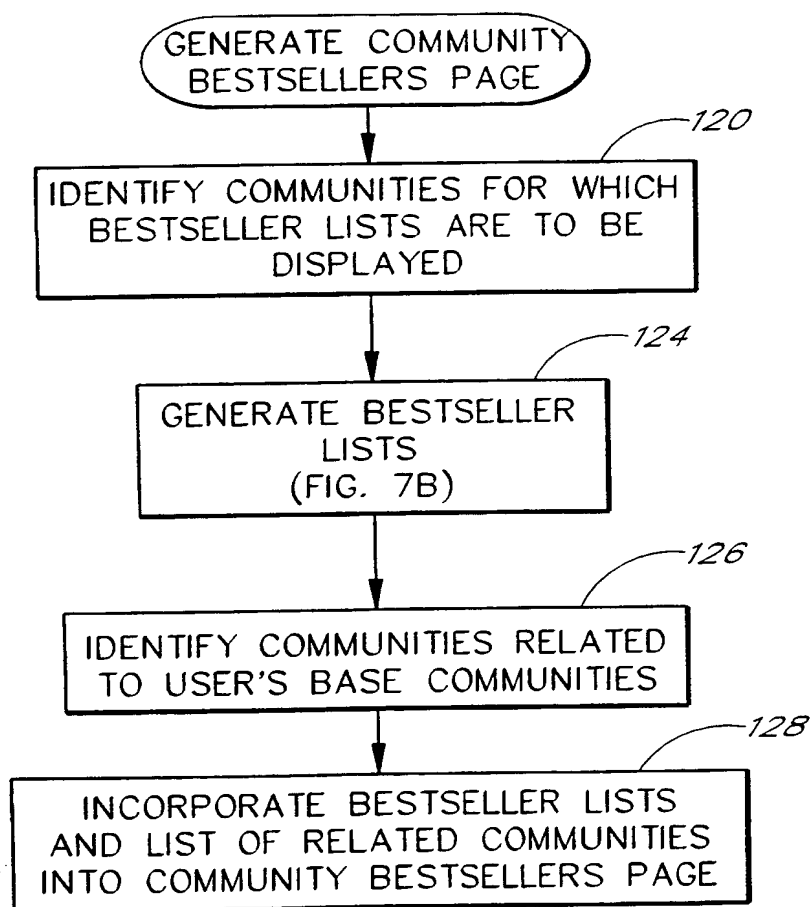 GENERATE COMMUNITY
BESTSELLERS PAGE
120
IDENTIFY COMMUNITIES FOR WHICH
BESTSELLER LISTS ARE TO BE
DISPLAYED
124
GENERATE BESTSELLER
LISTS
(FIG. 7B)
126
IDENTIFY COMMUNITIES RELATED
TO USER'S BASE COMMUNITIES
128
INCORPORATE BESTSELLER LISTS
AND LIST OF RELATED COMMUNITIES
INTO COMMUNITY BESTSELLERS PAGE